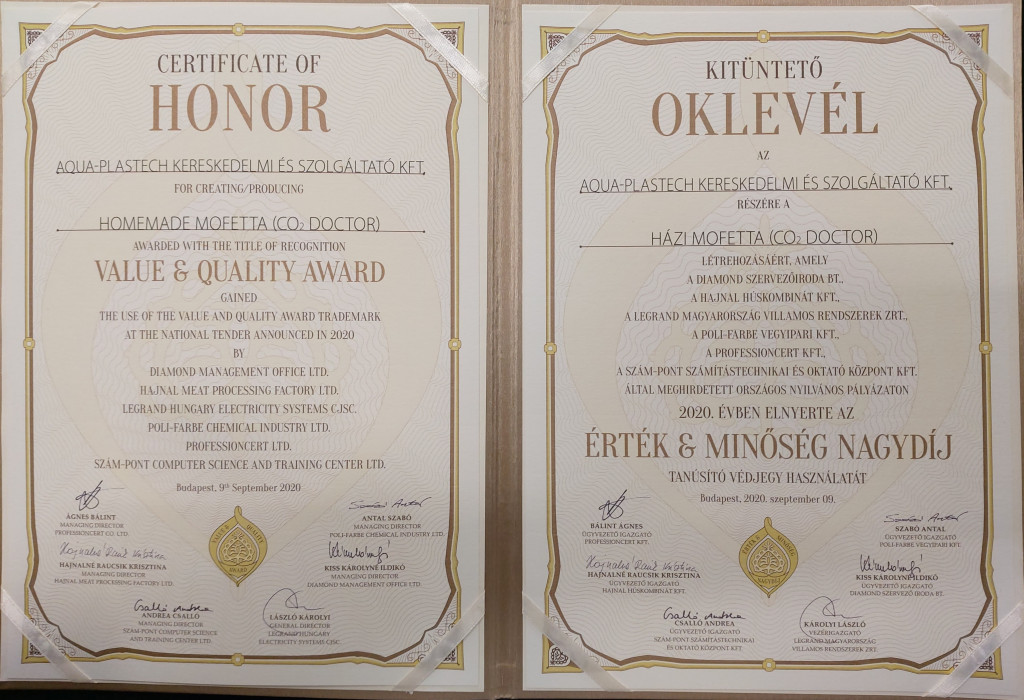 CERTIFICATE OF
HONOR
AQUA-PLASTECH KERESKEDELMI ÉS SZOLGÁLTATÓ KFT.
FOR CREATING/PRODUCING
HOMEMADE MOFETTA (CO₂ DOCTOR)
AWARDED WITH THE TITLE OF RECOGNITION
VALUE & QUALITY AWARD
GAINED
THE USE OF THE VALUE AND QUALITY AWARD TRADEMARK
AT THE NATIONAL TENDER ANNOUNCED IN 2020
BY
DIAMOND MANAGEMENT OFFICE LTD.
HAJNAL MEAT PROCESSING FACTORY LTD.
LEGRAND HUNGARY ELECTRICITY SYSTEMS CJSC.
POLI-FARBE CHEMICAL INDUSTRY LTD.
PROFESSIONCERT LTD.
SZÁM-PONT COMPUTER SCIENCE AND TRAINING CENTER LTD.
Budapest, 9th September 2020
ÁGNES BÁLINT
MANAGING DIRECTOR
PROFESSIONCERT CO. LTD.
ANTAL SZABÓ
MANAGING DIRECTOR
POLI-FARBE CHEMICAL INDUSTRY LTD.
HAJNALNÉ RAUCSIK KRISZTINA
MANAGING DIRECTOR
HAJNAL MEAT PROCESSING FACTORY LTD.
KISS KÁROLYNÉ ILDIKÓ
MANAGING DIRECTOR
DIAMOND MANAGEMENT OFFICE LTD.
VALUE & QUALITY
AWARD
ANDREA CSALLÓ
MANAGING DIRECTOR
SZÁM-PONT COMPUTER SCIENCE
AND TRAINING CENTER LTD.
LÁSZLÓ KÁROLYI
GENERAL DIRECTOR
LEGRAND HUNGARY
ELECTRICITY SYSTEMS CJSC.
KITÜNTETŐ
OKLEVÉL
AZ
AQUA-PLASTECH KERESKEDELMI ÉS SZOLGÁLTATÓ KFT.
RÉSZÉRE A
HÁZI MOFETTA (CO₂ DOCTOR)
LÉTREHOZÁSÁÉRT, AMELY
A DIAMOND SZERVEZŐIRODA BT.,
A HAJNAL HÚSKOMBINÁT KFT.,
A LEGRAND MAGYARORSZÁG VILLAMOS RENDSZEREK ZRT.,
A POLI-FARBE VEGYIPARI KFT.,
A PROFESSIONCERT KFT.,
A SZÁM-PONT SZÁMÍTÁSTECHNIKAI ÉS OKTATÓ KÖZPONT KFT.
ÁLTAL MEGHIRDETETT ORSZÁGOS NYILVÁNOS PÁLYÁZATON
2020. ÉVBEN ELNYERTE AZ
ÉRTÉK & MINŐSÉG NAGYDÍJ
TANÚSÍTÓ VÉDJEGY HASZNÁLATÁT
Budapest, 2020. szeptember 09.
BÁLINT ÁGNES
ÜGYVEZETŐ IGAZGATÓ
PROFESSIONCERT KFT.
SZABÓ ANTAL
ÜGYVEZETŐ IGAZGATÓ
POLI-FARBE VEGYIPARI KFT.
HAJNALNÉ RAUCSIK KRISZTINA
ÜGYVEZETŐ IGAZGATÓ
HAJNAL HÚSKOMBINÁT KFT.
KISS KÁROLYNÉ ILDIKÓ
ÜGYVEZETŐ IGAZGATÓ
DIAMOND SZERVEZŐ IRODA BT.
ÉRTÉK & MINŐSÉG
NAGYDÍJ
CSALLÓ ANDREA
ÜGYVEZETŐ IGAZGATÓ
SZÁM-PONT SZÁMÍTÁSTECHNIKAI
ÉS OKTATÓ KÖZPONT KFT.
KÁROLYI LÁSZLÓ
VEZÉRIGAZGATÓ
LEGRAND MAGYARORSZÁG
VILLAMOS RENDSZEREK ZRT.